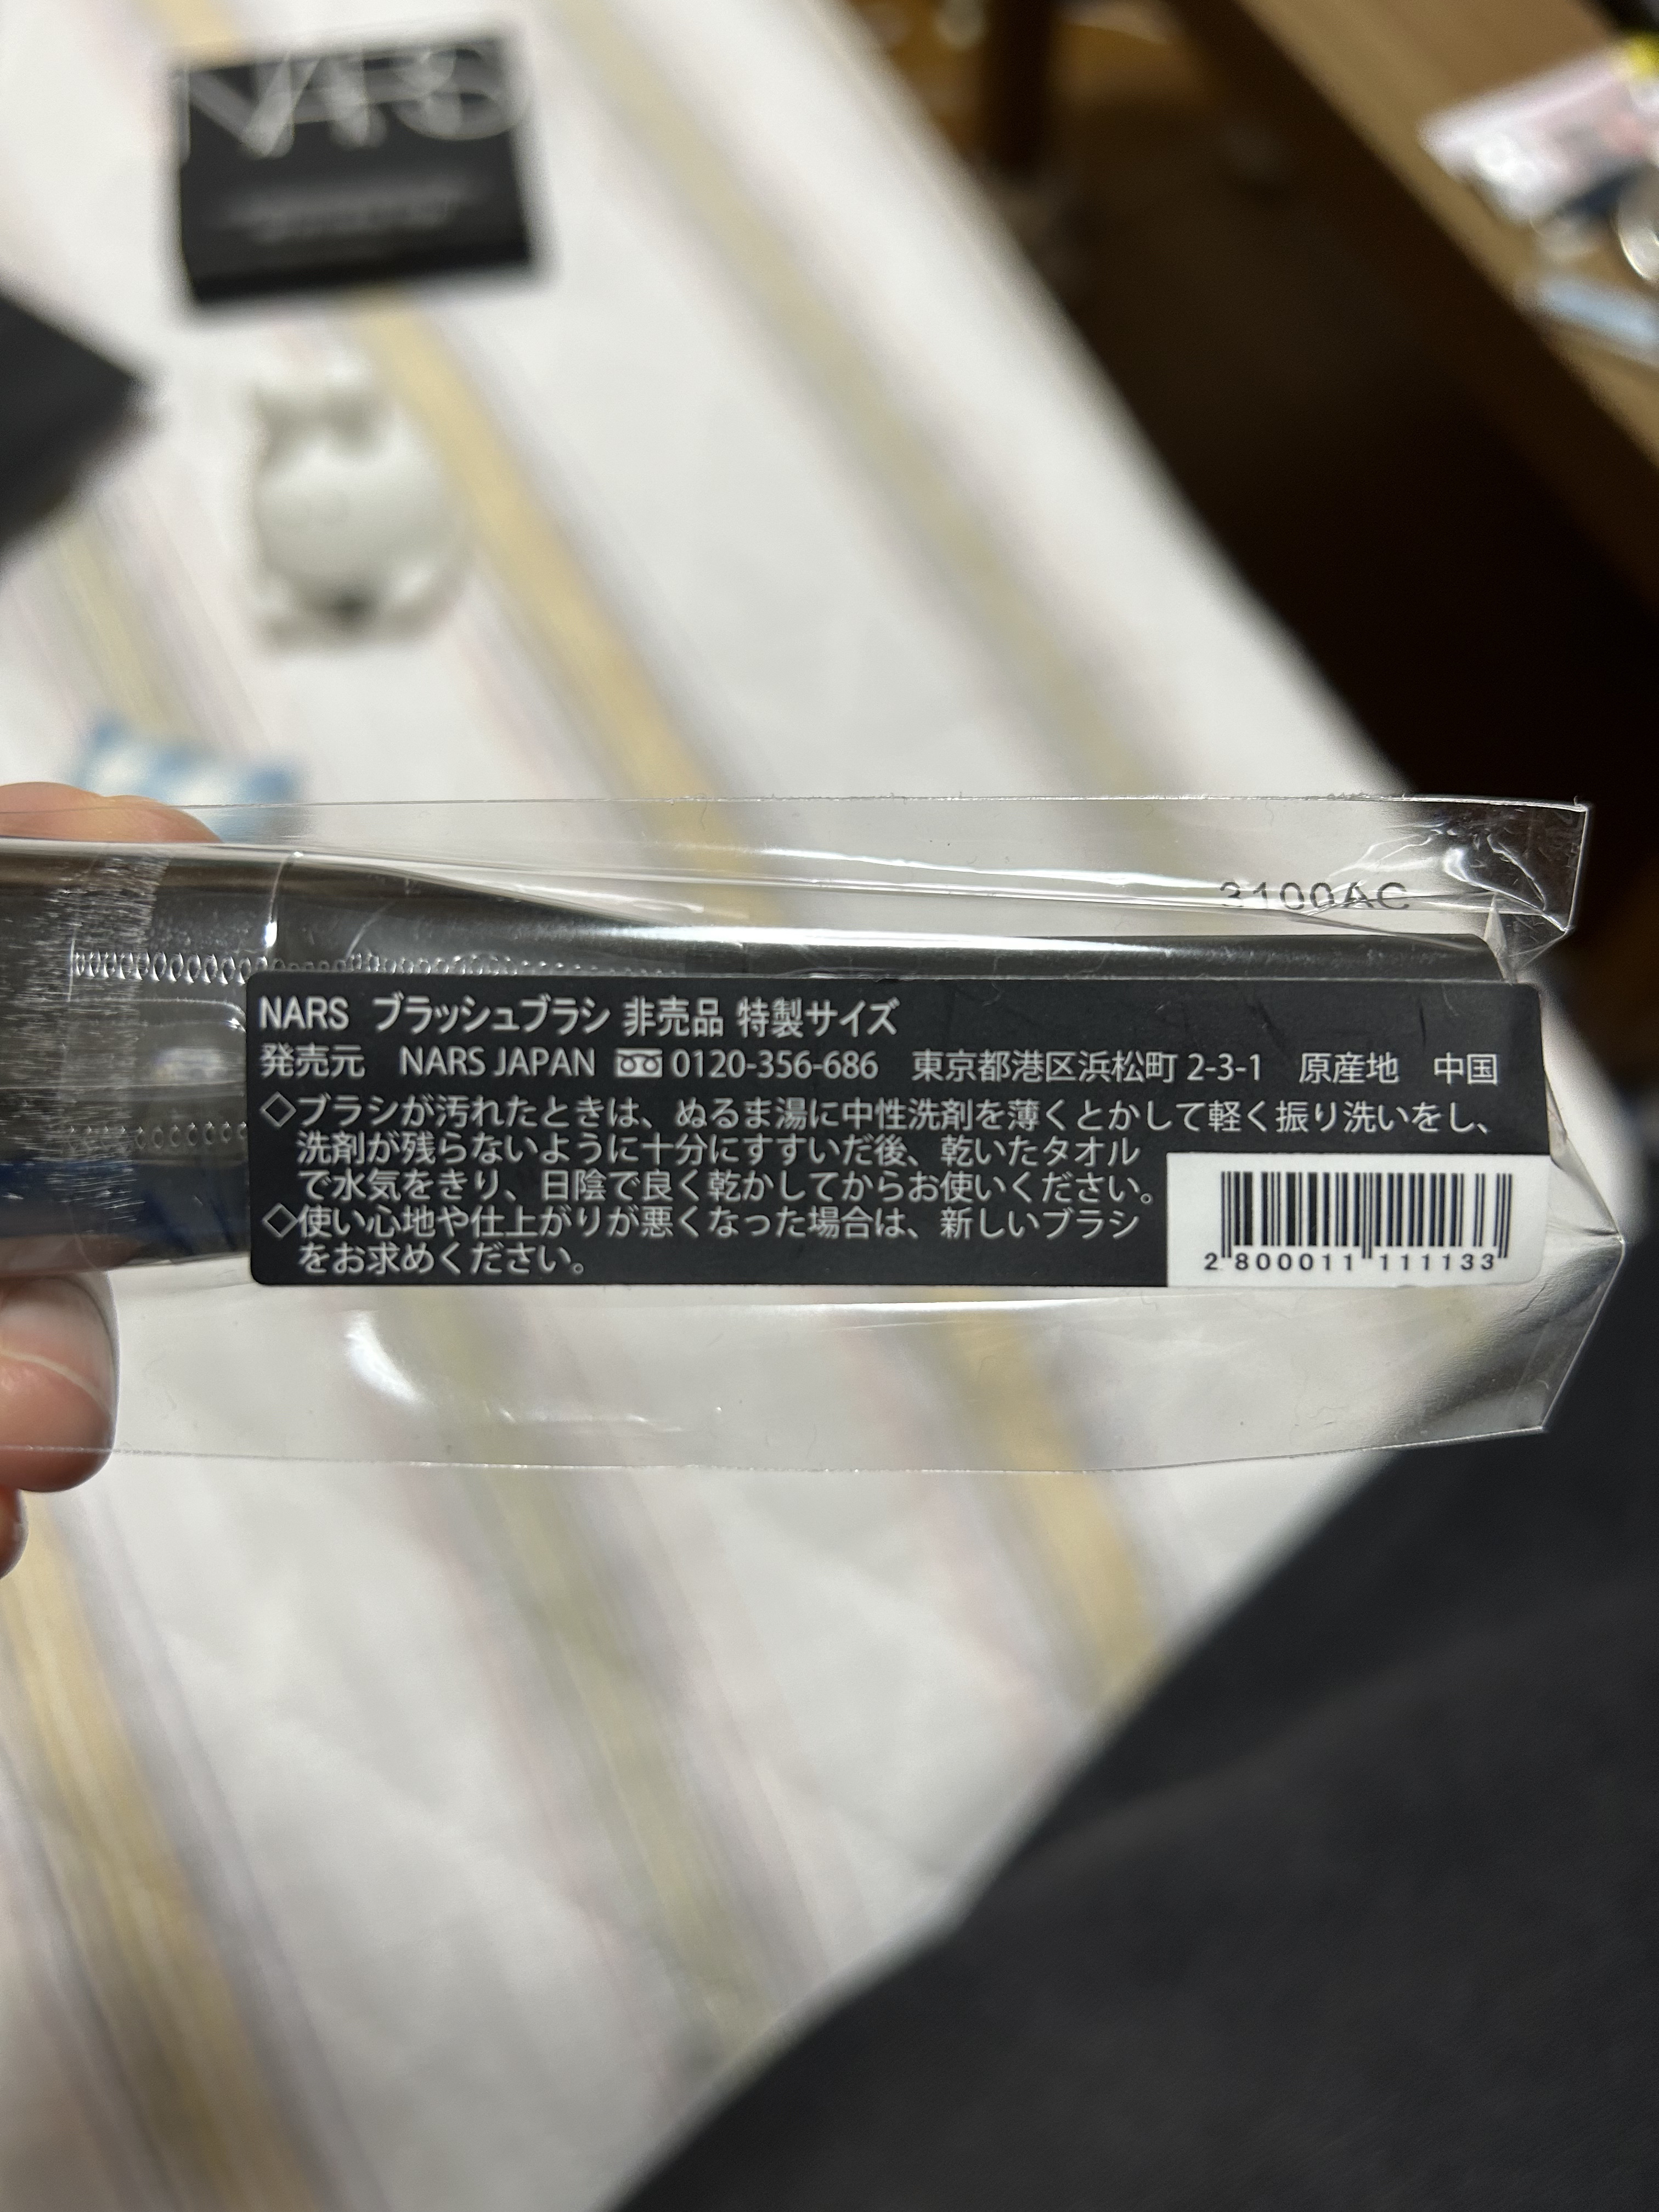 NARS
3100AC
NARS ブラッシュブラシ 非売品 特製サイズ
発売元 NARS JAPAN 0120-356-686 東京都港区浜松町 2-3-1 原産地 中国
◇ブラシが汚れたときは、ぬるま湯に中性洗剤を薄くとかして軽く振り洗いをし、
洗剤が残らないように十分にすすいだ後、乾いたタオル
で水気をきり、日陰で良く乾かしてからお使いください。
◇使い心地や仕上がりが悪くなった場合は、新しいブラシ
をお求めください。
2 800011 111133